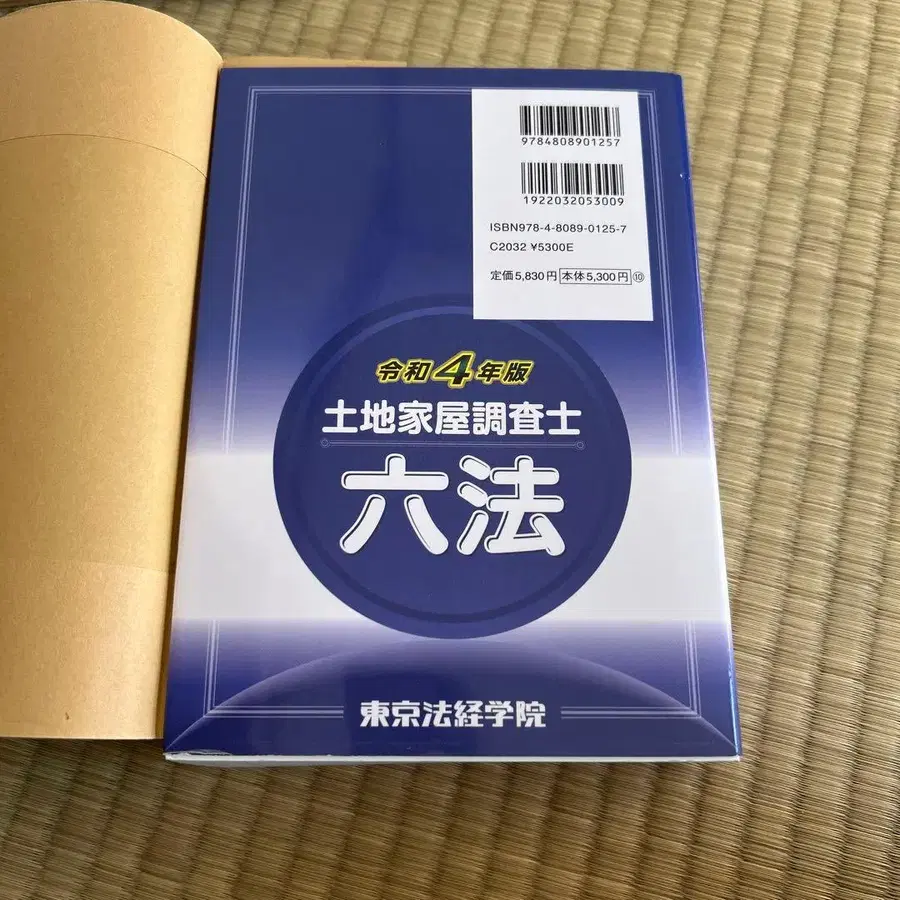 9784808901257
1922032053009
ISBN978-4-8089-0125-7
C2032 ¥5300E
定価5,830円 本体5,300円 ⑩
令和4年版
土地家屋調査士
六法
東京法経学院